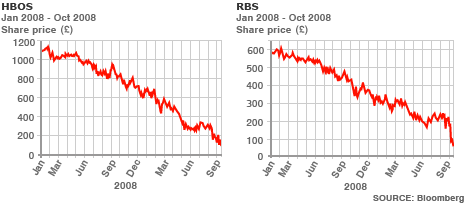 HBOS
Jan 2008 - Oct 2008
Share price (£)
1200
1000
800
600
400
200
0
Jan Mar Jun Sep Dec Mar Jun Sep
2008
RBS
Jan 2008 - Oct 2008
Share price (£)
600
500
400
300
200
100
0
Jan Mar Jun Sep Dec Mar Jun Sep
2008
SOURCE: Bloomberg